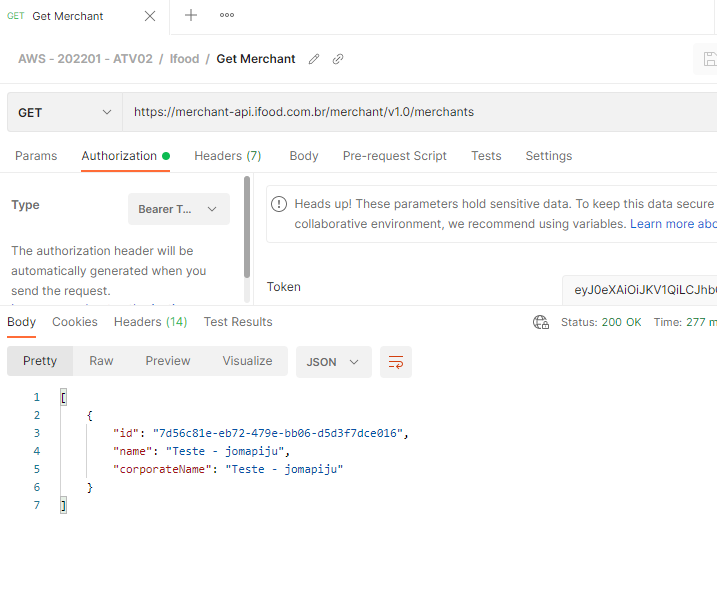 GET Get Merchant
AWS - 202201 - ATV02 / Ifood / Get Merchant
GET https://merchant-api.ifood.com.br/merchant/v1.0/merchants
Params Authorization Headers (7) Body Pre-request Script Tests Settings
Type Bearer T...
Heads up! These parameters hold sensitive data. To keep this data secure
collaborative environment, we recommend using variables. Learn more abo
The authorization header will be
automatically generated when you
send the request.
Token eyJ0eXAiOiJKV1QiLCJhb
Body Cookies Headers (14) Test Results Status: 200 OK Time: 277 m
Pretty Raw Preview Visualize JSON
1 [
2 {
3 "id": "7d56c81e-eb72-479e-bb06-d5d3f7dce016",
4 "name": "Teste - jomapiju",
5 "corporateName": "Teste - jomapiju"
6 }
7 ]